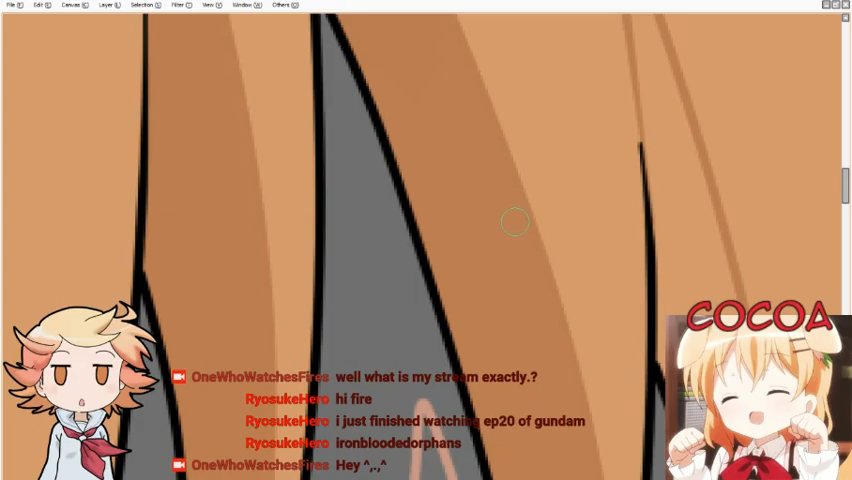 File (F) Edit (E) Canvas (C) Layer (L) Selection (S) Filter (T) View (V) Window (W) Others (O)
COCOA
OneWhoWatchesFires well what is my stream exactly.?
RyosukeHero hi fire
RyosukeHero i just finished watching ep20 of gundam
RyosukeHero ironbloodedorphans
OneWhoWatchesFires Hey ^,.,^